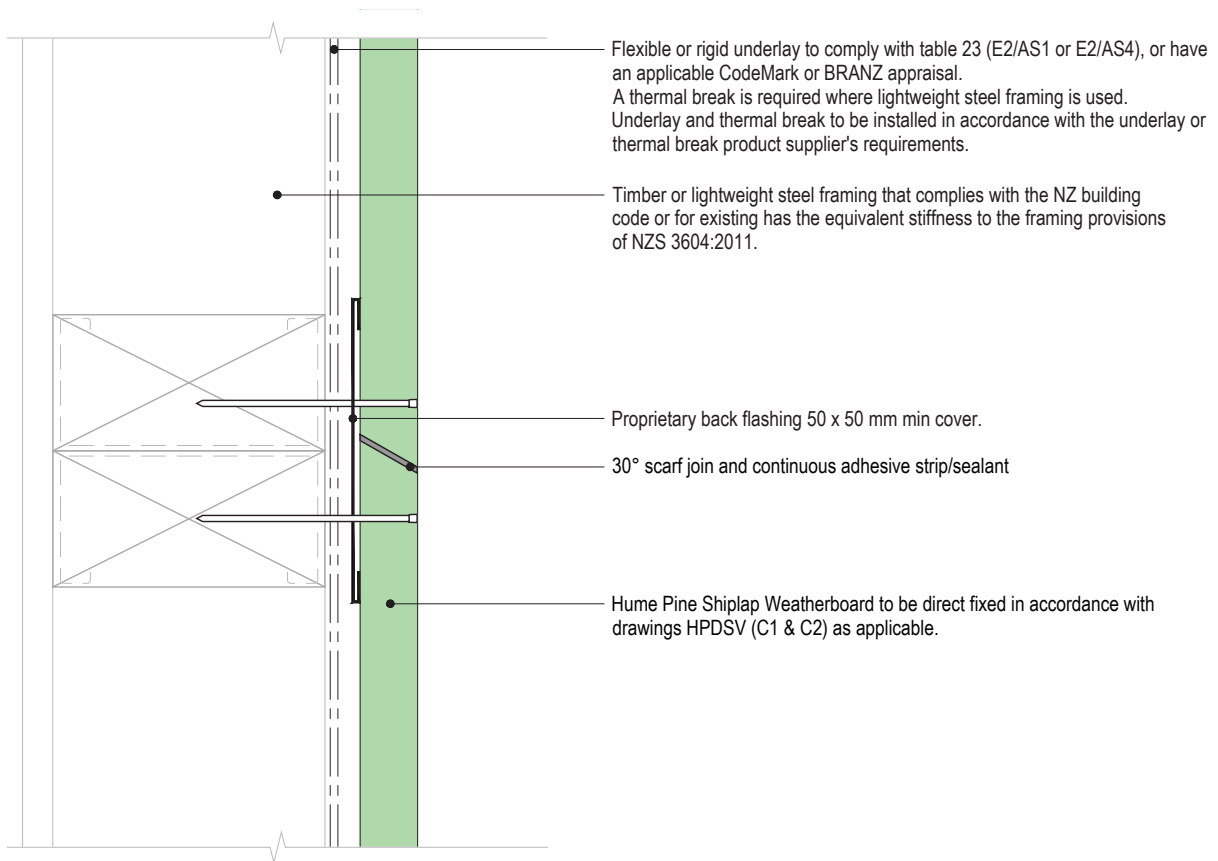 Flexible or rigid underlay to comply with table 23 (E2/AS1 or E2/AS4), or have
an applicable CodeMark or BRANZ appraisal.
A thermal break is required where lightweight steel framing is used.
Underlay and thermal break to be installed in accordance with the underlay or
thermal break product supplier's requirements.
Timber or lightweight steel framing that complies with the NZ building
code or for existing has the equivalent stiffness to the framing provisions
of NZS 3604:2011.
Proprietary back flashing 50 x 50 mm min cover.
30° scarf join and continuous adhesive strip/sealant
Hume Pine Shiplap Weatherboard to be direct fixed in accordance with
drawings HPDSV (C1 & C2) as applicable.